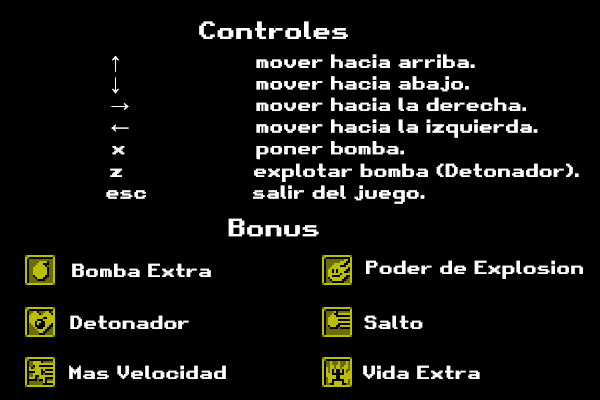 Controles
↑ mover hacia arriba.
↓ mover hacia abajo.
→ mover hacia la derecha.
← mover hacia la izquierda.
x poner bomba.
z explotar bomba (Detonador).
esc salir del juego.
Bonus
Bomba Extra
Poder de Explosion
Detonador
Salto
Mas Velocidad
Vida Extra